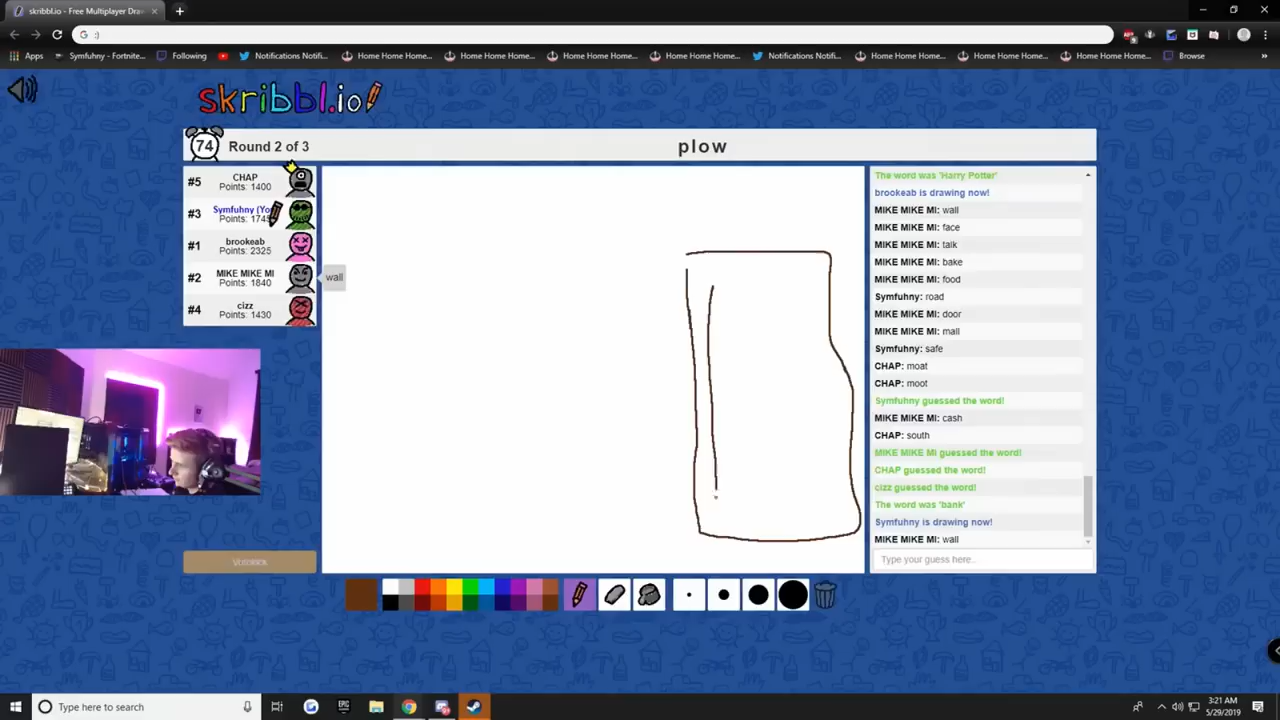 skribbl.io - Free Multiplayer Dra
:)
Apps
Symfuhny - Fortnite...
Following
Notifications Notifi...
Home Home Home...
Home Home Home...
Home Home Home...
Home Home Home...
Notifications Notifi...
Home Home Home...
Home Home Home...
Home Home Home...
Browse
»
skribbl.io
74
Round 2 of 3
plow
#5
CHAP
Points: 1400
#3
Symfuhny (Yo
Points: 1745
#1
brookeab
Points: 2325
#2
MIKE MIKE MI
Points: 1840
wall
#4
cizz
Points: 1430
The word was 'Harry Potter'
brookeab is drawing now!
MIKE MIKE MI: wall
MIKE MIKE MI: face
MIKE MIKE MI: talk
MIKE MIKE MI: bake
MIKE MIKE MI: food
Symfuhny: road
MIKE MIKE MI: door
MIKE MIKE MI: mall
Symfuhny: safe
CHAP: moat
CHAP: moot
Symfuhny guessed the word!
MIKE MIKE MI: cash
CHAP: south
MIKE MIKE MI guessed the word!
CHAP guessed the word!
cizz guessed the word!
The word was 'bank'
Symfuhny is drawing now!
MIKE MIKE MI: wall
Type your guess here...
Votekick
Type here to search
EPIC
3:21 AM
5/29/2019